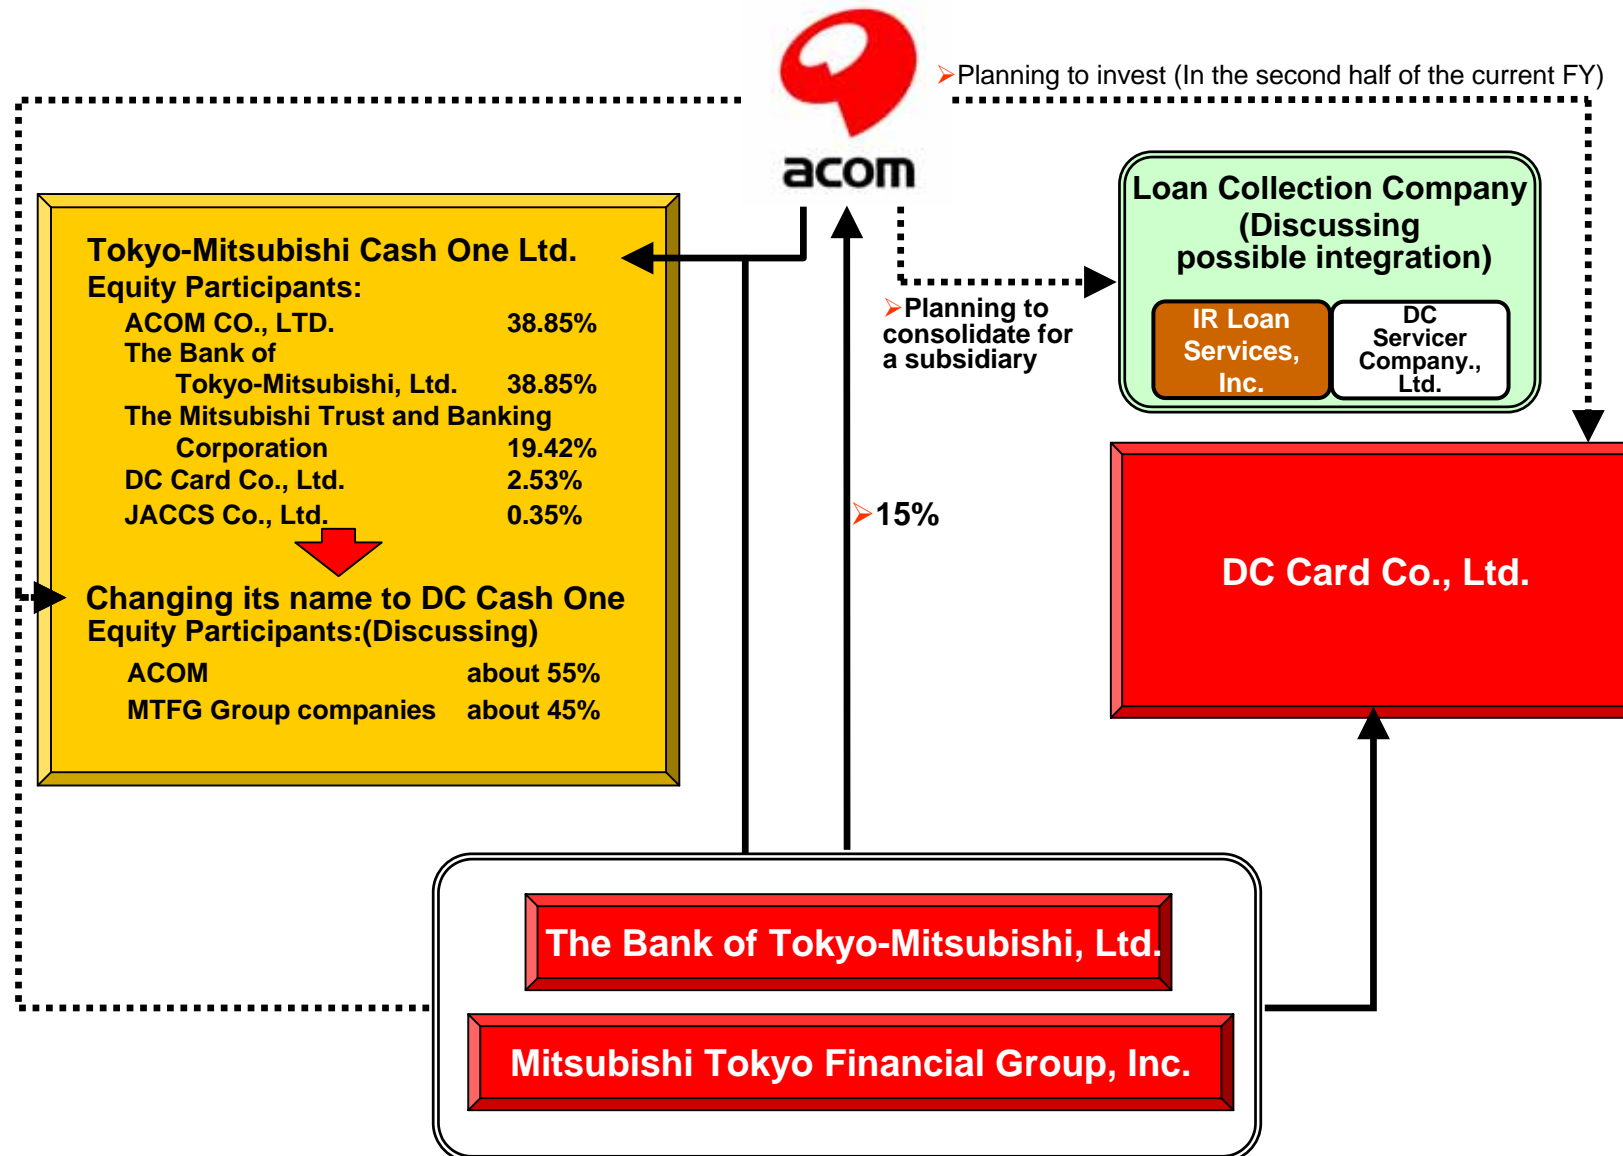 ➢Planning to invest (In the second half of the current FY)
acom
Tokyo-Mitsubishi Cash One Ltd.
Equity Participants:
ACOM CO., LTD. 38.85%
The Bank of
Tokyo-Mitsubishi, Ltd. 38.85%
The Mitsubishi Trust and Banking
Corporation 19.42%
DC Card Co., Ltd. 2.53%
JACCS Co., Ltd. 0.35%
Changing its name to DC Cash One
Equity Participants:(Discussing)
ACOM about 55%
MTFG Group companies about 45%
➢Planning to
consolidate for
a subsidiary
➢15%
Loan Collection Company
(Discussing
possible integration)
IR Loan
Services,
Inc.
DC
Servicer
Company.,
Ltd.
DC Card Co., Ltd.
The Bank of Tokyo-Mitsubishi, Ltd.
Mitsubishi Tokyo Financial Group, Inc.